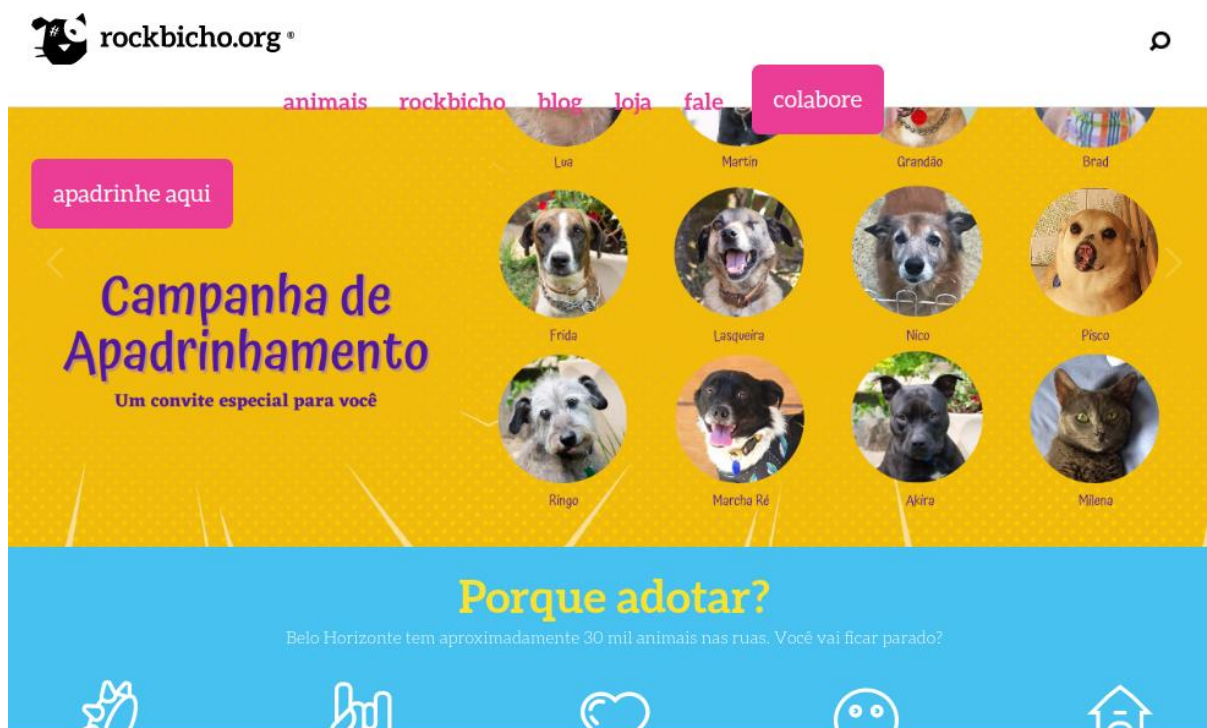 rockbicho.org ®
animais rockbicho blog loja fale colabore
apadrinhe aqui
Campanha de
Apadrinhamento
Um convite especial para você
Lua Martin Grandão Brad
Frida Lasqueira Nico Pisco
Ringo Marcha Ré Akira Milena
Porque adotar?
Belo Horizonte tem aproximadamente 30 mil animais nas ruas. Você vai ficar parado?